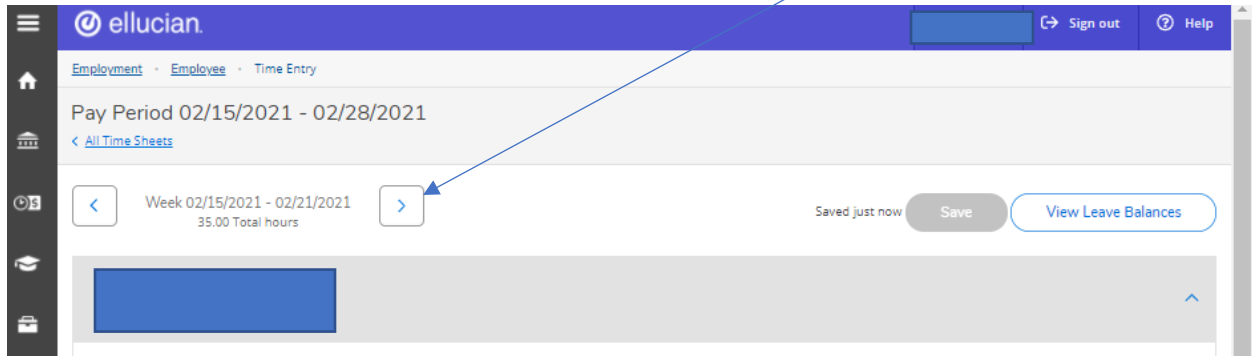 ellucian.
Sign out
Help
Employment · Employee · Time Entry
Pay Period 02/15/2021 - 02/28/2021
< All Time Sheets
Week 02/15/2021 - 02/21/2021
35.00 Total hours
Saved just now
Save
View Leave Balances